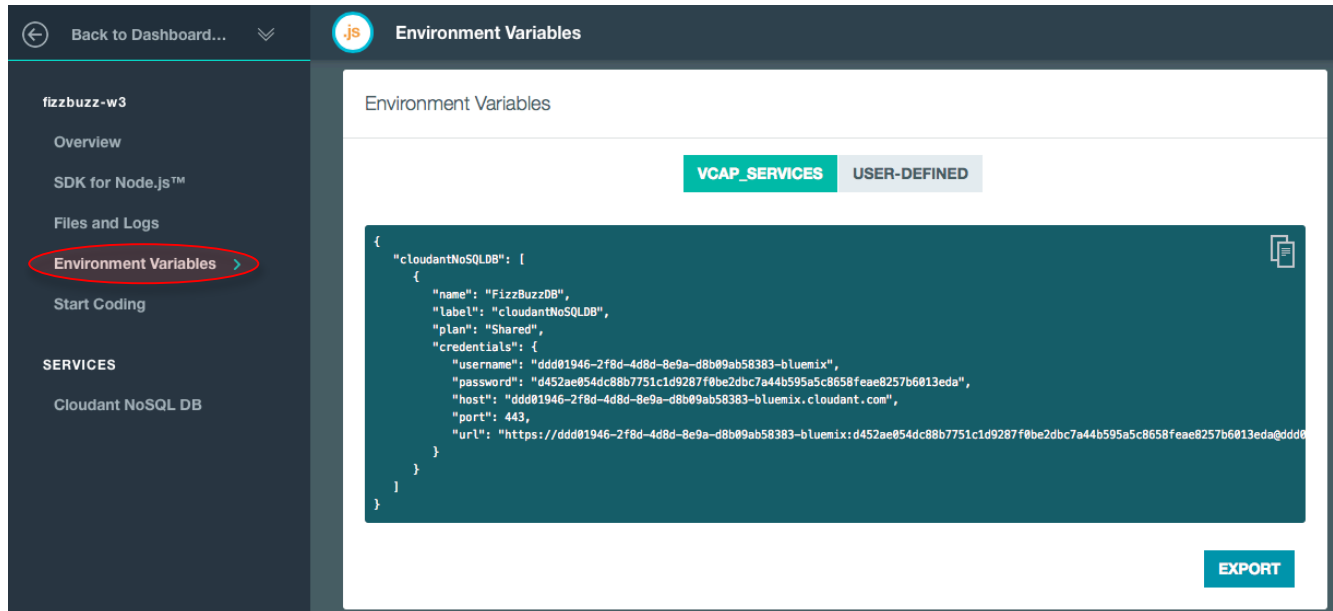 Back to Dashboard...
.js
Environment Variables
fizzbuzz-w3
Overview
SDK for Node.js™
Files and Logs
Environment Variables >
Start Coding
SERVICES
Cloudant NoSQL DB
Environment Variables
VCAP_SERVICES
USER-DEFINED
{
"cloudantNoSQLDB": [
{
"name": "FizzBuzzDB",
"label": "cloudantNoSQLDB",
"plan": "Shared",
"credentials": {
"username": "ddd01946-2f8d-4d8d-8e9a-d8b09ab58383-bluemix",
"password": "d452ae054dc88b7751c1d9287f0be2dbc7a44b595a5c8658feae8257b6013eda",
"host": "ddd01946-2f8d-4d8d-8e9a-d8b09ab58383-bluemix.cloudant.com",
"port": 443,
"url": "https://ddd01946-2f8d-4d8d-8e9a-d8b09ab58383-bluemix:d452ae054dc88b7751c1d9287f0be2dbc7a44b595a5c8658feae8257b6013eda@ddd0
}
}
]
}
EXPORT